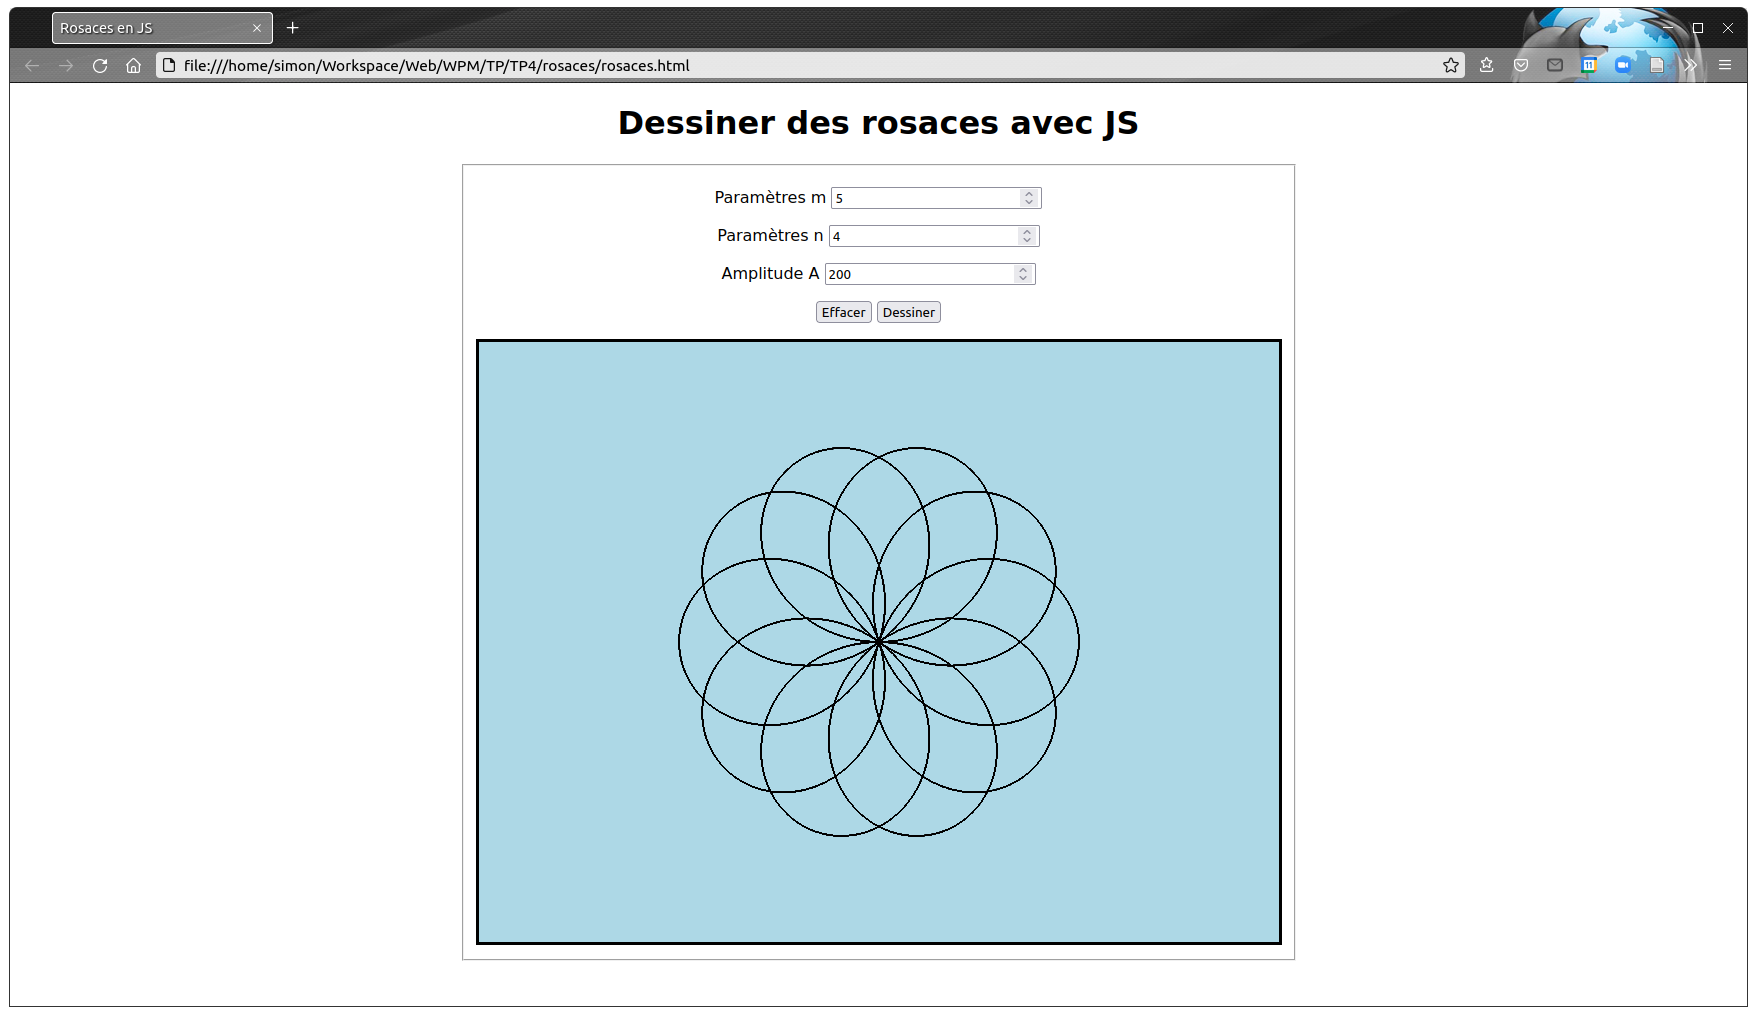 Rosaces en JS
file:///home/simon/Workspace/Web/WPM/TP/TP4/rosaces/rosaces.html
11
Dessiner des rosaces avec JS
Paramètres m 5
Paramètres n 4
Amplitude A 200
Effacer Dessiner